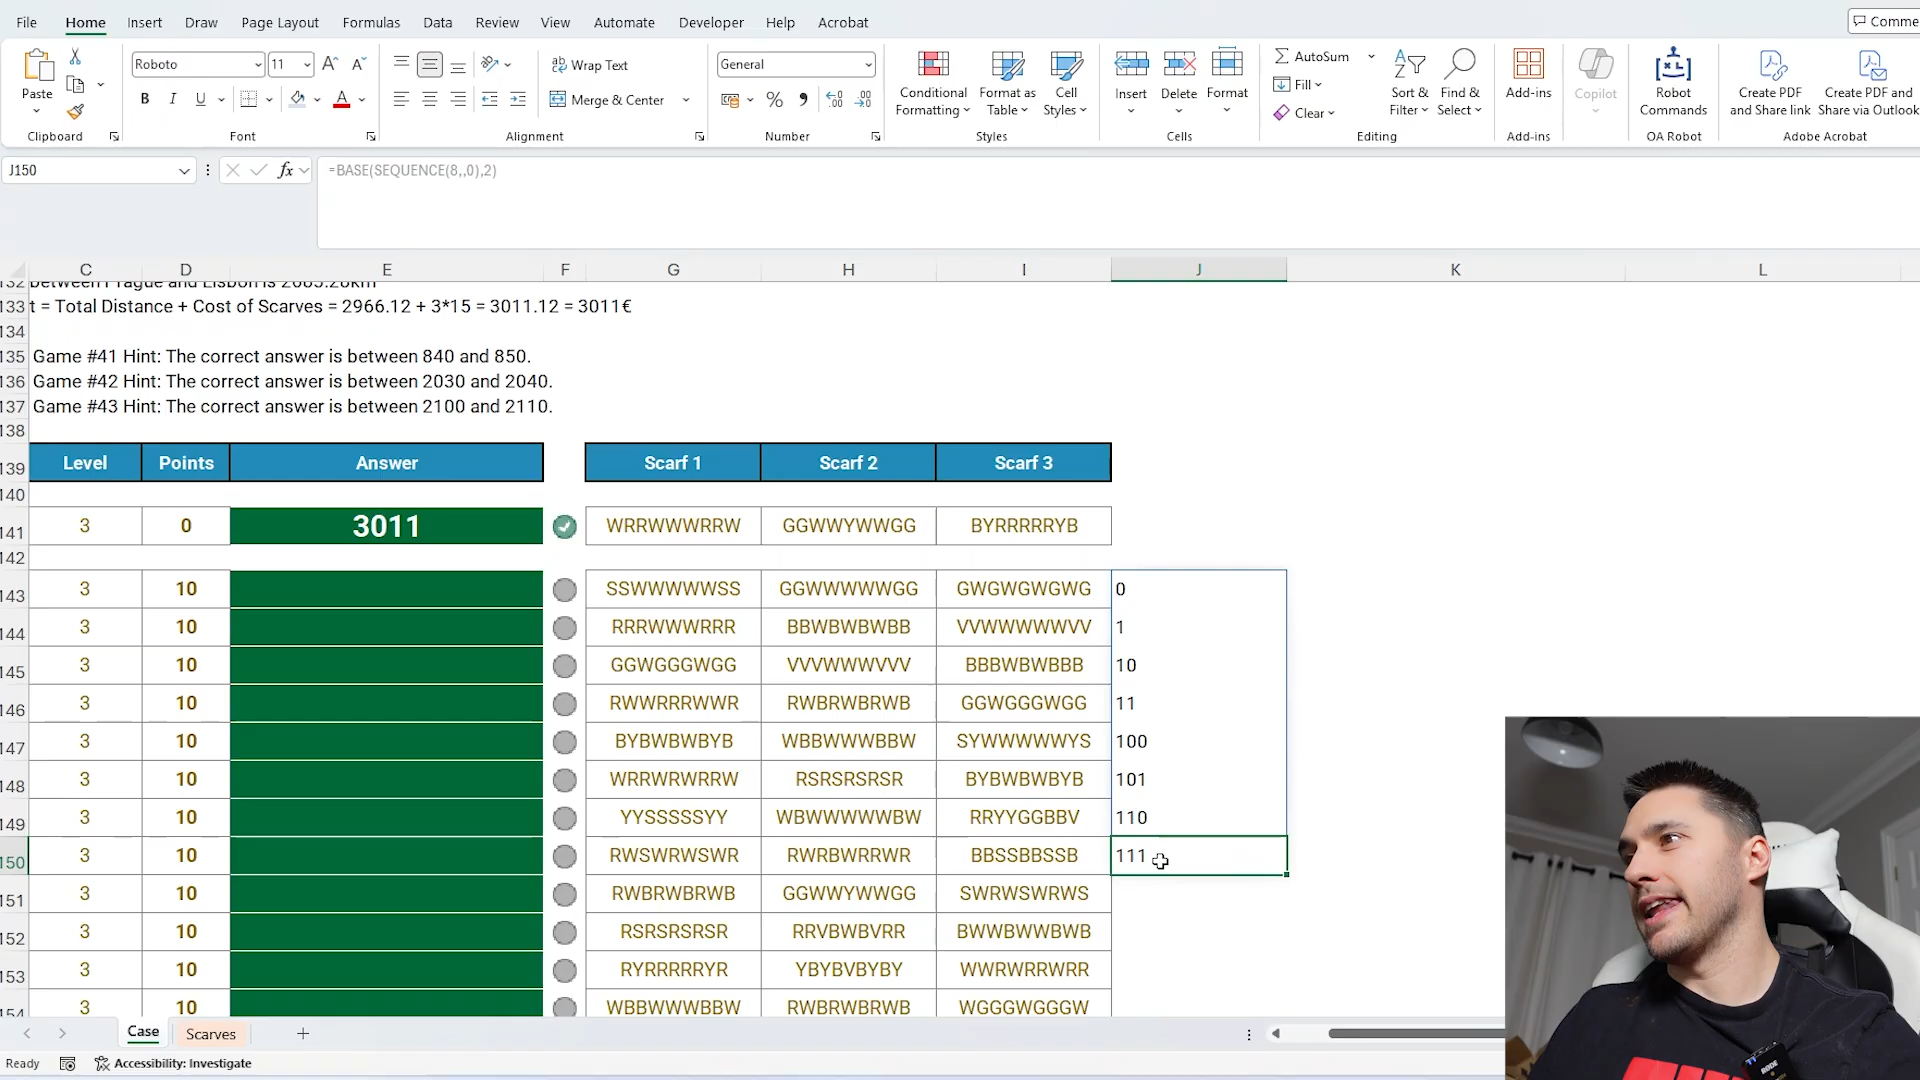 File Home Insert Draw Page Layout Formulas Data Review View Automate Developer Help Acrobat Comme
Paste
Roboto 11
B I U
Wrap Text
Merge & Center
General
Conditional Formatting
Format as Table
Cell Styles
Insert Delete Format
AutoSum
Fill
Clear
Sort & Filter
Find & Select
Add-ins
Copilot
Robot Commands
Create PDF and Share link
Create PDF and Share via Outlook
Clipboard Font Alignment Number Styles Cells Editing Add-ins OA Robot Adobe Acrobat
J150 fx =BASE(SEQUENCE(8,,0),2)
C D E F G H I J K L
132
133 t = Total Distance + Cost of Scarves = 2966.12 + 3*15 = 3011.12 = 3011€
134
135 Game #41 Hint: The correct answer is between 840 and 850.
136 Game #42 Hint: The correct answer is between 2030 and 2040.
137 Game #43 Hint: The correct answer is between 2100 and 2110.
138
139 Level Points Answer Scarf 1 Scarf 2 Scarf 3
140
141 3 0 3011 WRRWWWRRW GGWWYWWGG BYRRRRRYB
142
143 3 10 SSWWWWWSS GGWWWWWGG GWGWGWGWG 0
144 3 10 RRRWWWRRR BBWBWBWBB VVWWWWWVV 1
145 3 10 GGWGGGWGG VVVWWWVVV BBBWBWBBB 10
146 3 10 RWWRRRWWR RWBRWBRWB GGWGGGWGG 11
147 3 10 BYBWBWBYB WBBWWWBBW SYWWWWWYS 100
148 3 10 WRRWRWRRW RSRSRSRSR BYBWBWBYB 101
149 3 10 YYSSSSSYY WBWWWWWBW RRYYGGBBV 110
150 3 10 RWSWRWSWR RWRBWRRWR BBSSBBSSB 111
151 3 10 RWBRWBRWB GGWWYWWGG SWRWSWRWS
152 3 10 RSRSRSRSR RRVBWBVRR BWWBWWBWB
153 3 10 RYRRRRRYR YBYBVBYBY WWRWRRWRR
154 3 10 WBBWWWBBW RWBRWBRWB WGGGWGGGW
Case Scarves
Ready Accessibility: Investigate
RODE